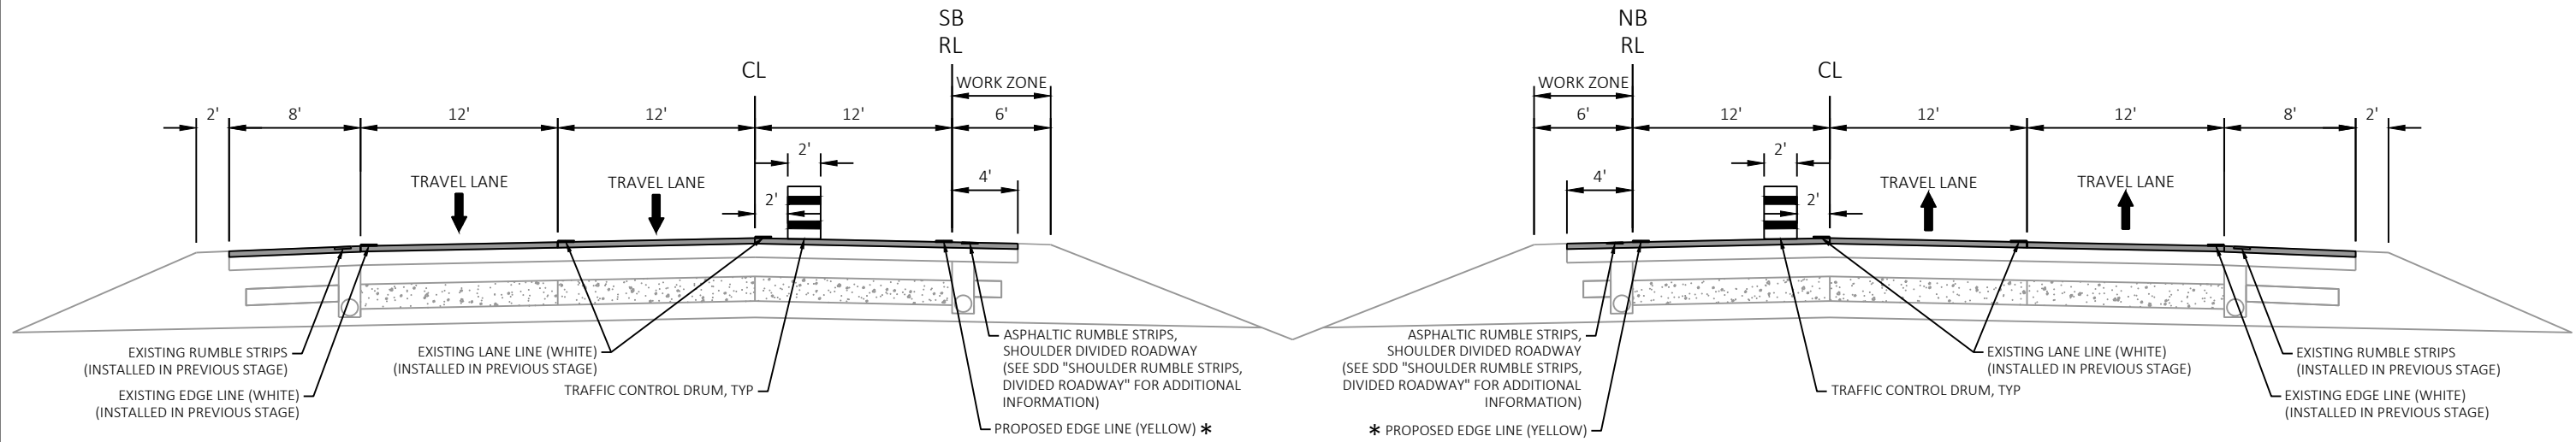 SB
RL
CL
WORK ZONE
2'
8'
12'
12'
12'
6'
2'
4'
TRAVEL LANE
TRAVEL LANE
2'
EXISTING RUMBLE STRIPS
(INSTALLED IN PREVIOUS STAGE)
EXISTING EDGE LINE (WHITE)
(INSTALLED IN PREVIOUS STAGE)
EXISTING LANE LINE (WHITE)
(INSTALLED IN PREVIOUS STAGE)
TRAFFIC CONTROL DRUM, TYP
ASPHALTIC RUMBLE STRIPS,
SHOULDER DIVIDED ROADWAY
(SEE SDD "SHOULDER RUMBLE STRIPS,
DIVIDED ROADWAY" FOR ADDITIONAL
INFORMATION)
PROPOSED EDGE LINE (YELLOW) *
NB
RL
CL
WORK ZONE
6'
12'
12'
12'
8'
2'
2'
4'
TRAVEL LANE
TRAVEL LANE
2'
ASPHALTIC RUMBLE STRIPS,
SHOULDER DIVIDED ROADWAY
(SEE SDD "SHOULDER RUMBLE STRIPS,
DIVIDED ROADWAY" FOR ADDITIONAL
INFORMATION)
* PROPOSED EDGE LINE (YELLOW)
TRAFFIC CONTROL DRUM, TYP
EXISTING LANE LINE (WHITE)
(INSTALLED IN PREVIOUS STAGE)
EXISTING RUMBLE STRIPS
(INSTALLED IN PREVIOUS STAGE)
EXISTING EDGE LINE (WHITE)
(INSTALLED IN PREVIOUS STAGE)